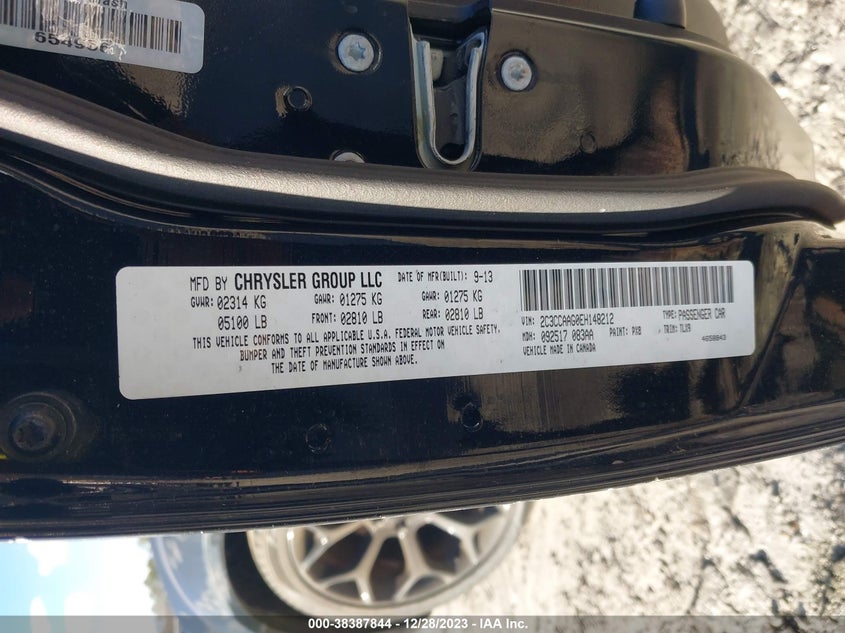 MFD BY CHRYSLER GROUP LLC DATE OF MFR(BUILT): 9-13
GVWR: 02314 KG GAWR: 01275 KG GAWR: 01275 KG
05100 LB FRONT: 02810 LB REAR: 02810 LB
THIS VEHICLE CONFORMS TO ALL APPLICABLE U.S.A. FEDERAL MOTOR VEHICLE SAFETY,
BUMPER AND THEFT PREVENTION STANDARDS IN EFFECT ON
THE DATE OF MANUFACTURE SHOWN ABOVE.
VIN: 2C3CCAAG0EH148212 TYPE: PASSENGER CAR
MDH: 092517 083AA PAINT: PX8 TRIM: TLX9
VEHICLE MADE IN CANADA 4658843
000-38387844 - 12/28/2023 - IAA Inc.